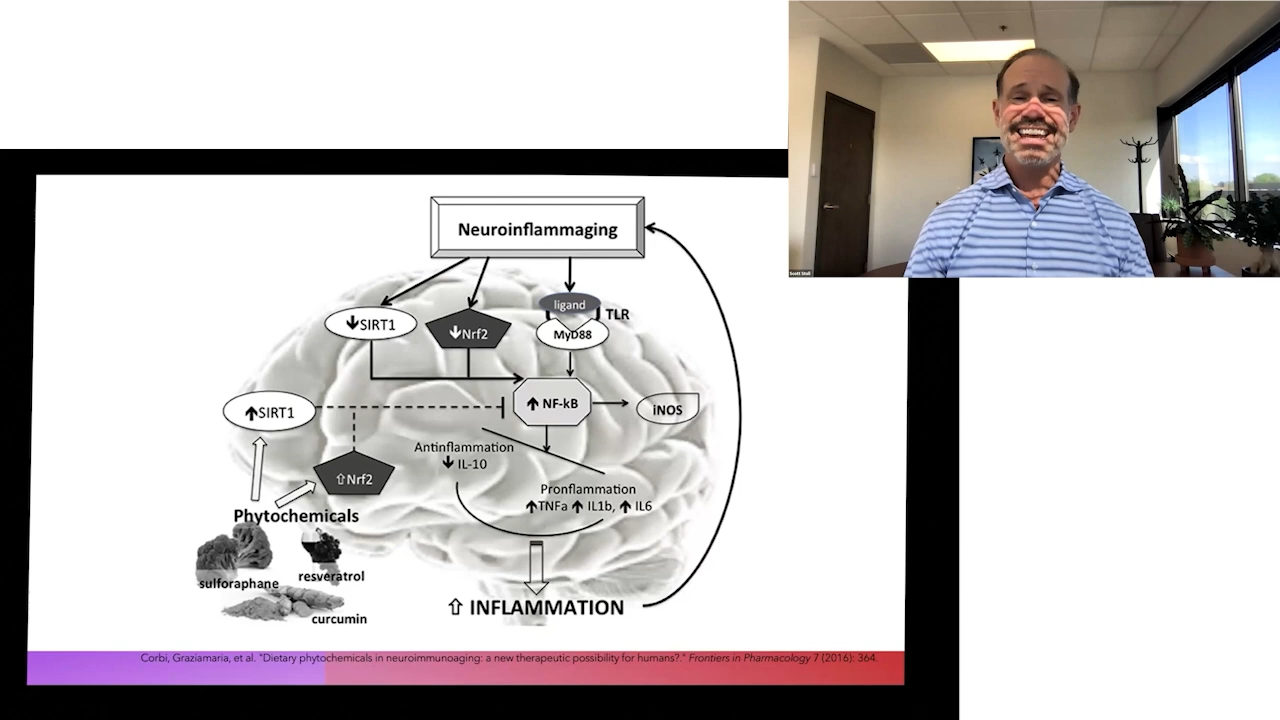 Scott Stoll
Neuroinflammaging
ligand
TLR
↓SIRT1
↓Nrf2
MyD88
↑SIRT1
↑ NF-kB
iNOS
Antinflammation
↓ IL-10
⇧Nrf2
Pronflammation
↑TNFa ↑ IL1b, ↑ IL6
Phytochemicals
sulforaphane
resveratrol
curcumin
⇧ INFLAMMATION
Corbi, Graziamaria, et al. "Dietary phytochemicals in neuroimmunoaging: a new therapeutic possibility for humans?." Frontiers in Pharmacology 7 (2016): 364.